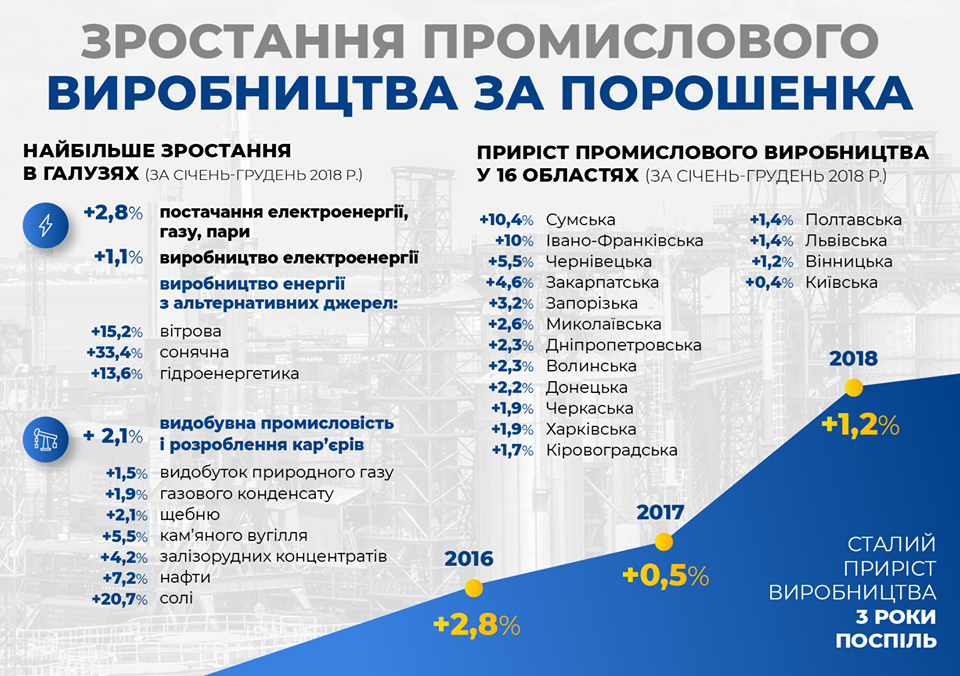 ЗРОСТАННЯ ПРОМИСЛОВОГО
ВИРОБНИЦТВА ЗА ПОРОШЕНКА
НАЙБІЛЬШЕ ЗРОСТАННЯ
В ГАЛУЗЯХ (ЗА СІЧЕНЬ-ГРУДЕНЬ 2018 Р.)
+2,8% постачання електроенергії,
газу, пари
+1,1% виробництво електроенергії
виробництво енергії
з альтернативних джерел:
+15,2% вітрова
+33,4% сонячна
+13,6% гідроенергетика
+ 2,1% видобувна промисловість
і розроблення кар’єрів
+1,5% видобуток природного газу
+1,9% газового конденсату
+2,1% щебню
+5,5% кам’яного вугілля
+4,2% залізорудних концентратів
+7,2% нафти
+20,7% солі
ПРИРІСТ ПРОМИСЛОВОГО ВИРОБНИЦТВА
У 16 ОБЛАСТЯХ (ЗА СІЧЕНЬ-ГРУДЕНЬ 2018 Р.)
+10,4% Сумська
+10% Івано-Франківська
+5,5% Чернівецька
+4,6% Закарпатська
+3,2% Запорізька
+2,6% Миколаївська
+2,3% Дніпропетровська
+2,3% Волинська
+2,2% Донецька
+1,9% Черкаська
+1,9% Харківська
+1,7% Кіровоградська
+1,4% Полтавська
+1,4% Львівська
+1,2% Вінницька
+0,4% Київська
2016
+2,8%
2017
+0,5%
2018
+1,2%
СТАЛИЙ
ПРИРІСТ
ВИРОБНИЦТВА
3 РОКИ
ПОСПІЛЬ